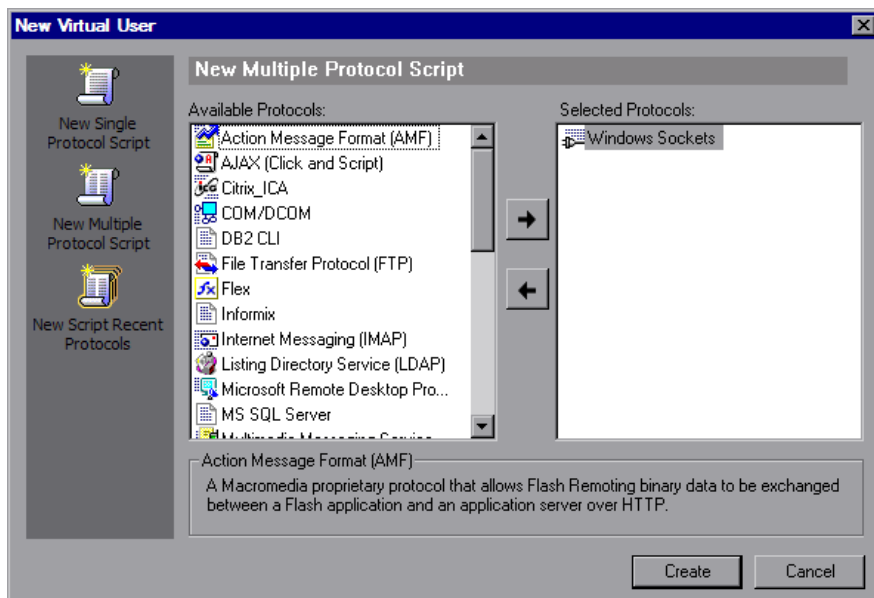 New Virtual User
New Multiple Protocol Script
New Single
Protocol Script
New Multiple
Protocol Script
New Script Recent
Protocols
Available Protocols:
Action Message Format (AMF)
AJAX (Click and Script)
Citrix_ICA
COM/DCOM
DB2 CLI
File Transfer Protocol (FTP)
Flex
Informix
Internet Messaging (IMAP)
Listing Directory Service (LDAP)
Microsoft Remote Desktop Pro...
MS SQL Server
Multimedia Messaging Service
Selected Protocols:
Windows Sockets
Action Message Format (AMF)
A Macromedia proprietary protocol that allows Flash Remoting binary data to be exchanged
between a Flash application and an application server over HTTP.
Create
Cancel